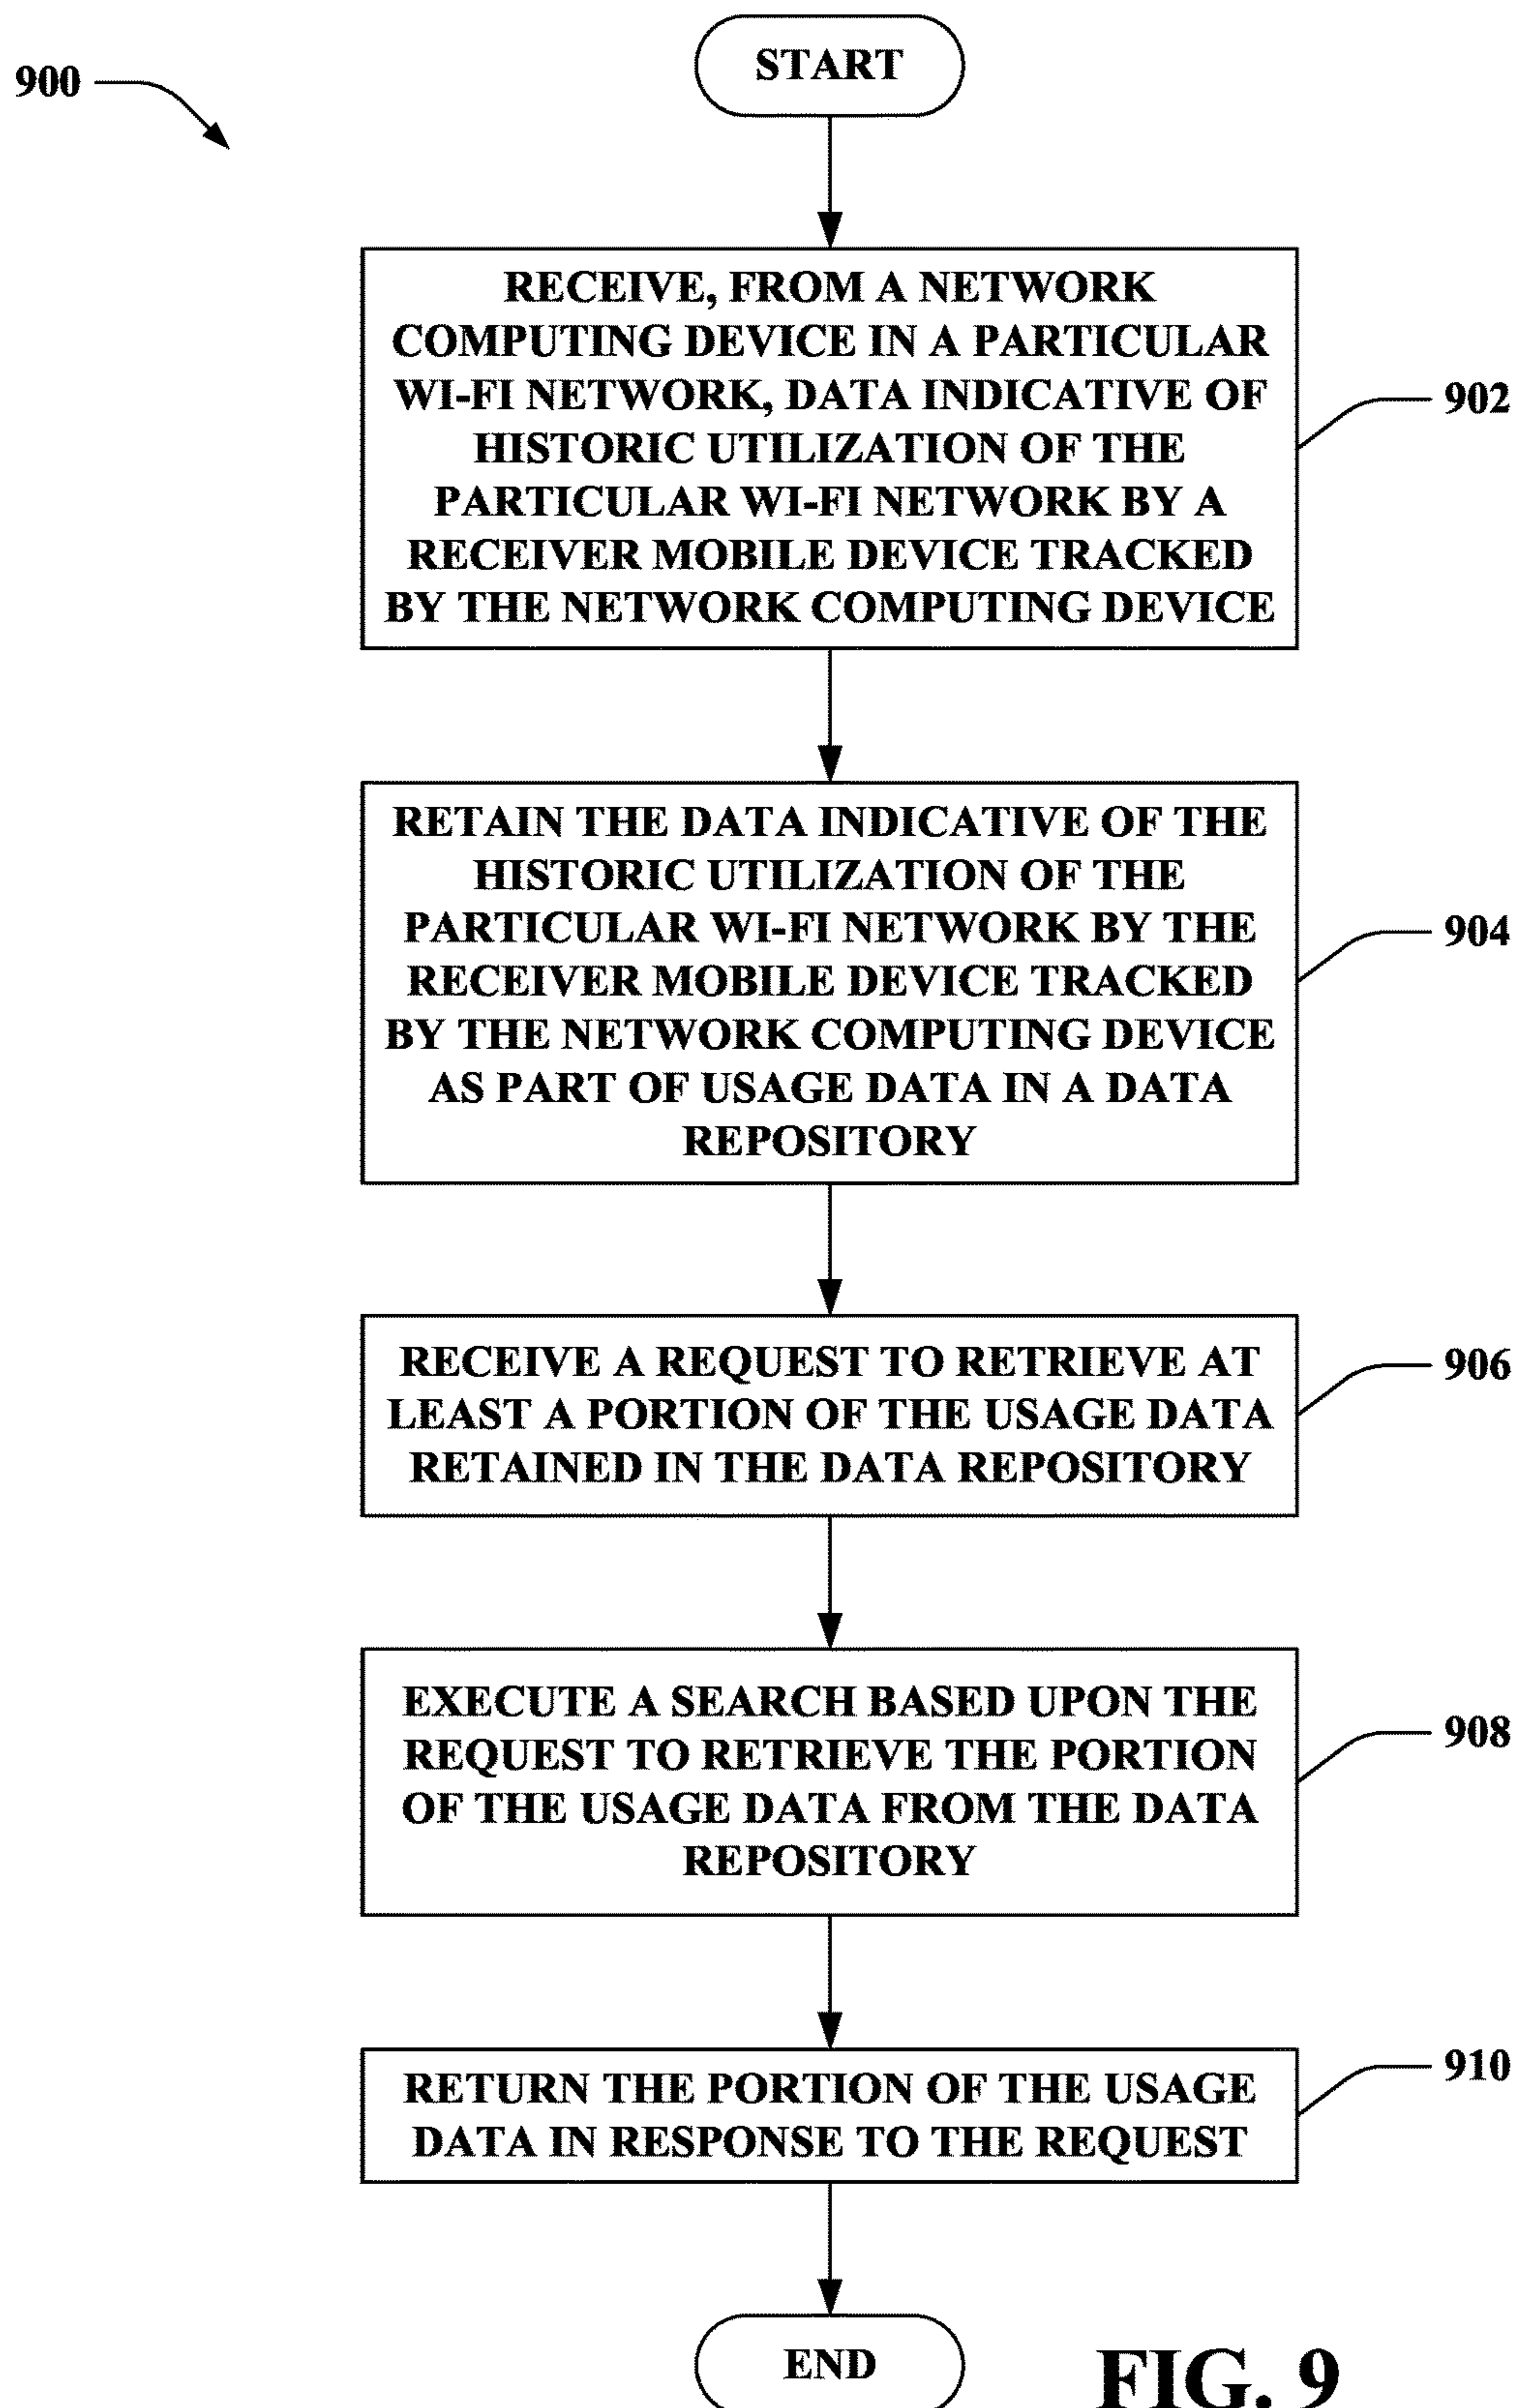 START
900
RECEIVE, FROM A NETWORK
COMPUTING DEVICE IN A PARTICULAR
WI-FI NETWORK, DATA INDICATIVE OF
HISTORIC UTILIZATION OF THE
PARTICULAR WI-FI NETWORK BY A
RECEIVER MOBILE DEVICE TRACKED
BY THE NETWORK COMPUTING DEVICE
902
RETAIN THE DATA INDICATIVE OF THE
HISTORIC UTILIZATION OF THE
PARTICULAR WI-FI NETWORK BY THE
RECEIVER MOBILE DEVICE TRACKED
BY THE NETWORK COMPUTING DEVICE
AS PART OF USAGE DATA IN A DATA
REPOSITORY
904
RECEIVE A REQUEST TO RETRIEVE AT
LEAST A PORTION OF THE USAGE DATA
RETAINED IN THE DATA REPOSITORY
906
EXECUTE A SEARCH BASED UPON THE
REQUEST TO RETRIEVE THE PORTION
OF THE USAGE DATA FROM THE DATA
REPOSITORY
908
RETURN THE PORTION OF THE USAGE
DATA IN RESPONSE TO THE REQUEST
910
END
FIG. 9